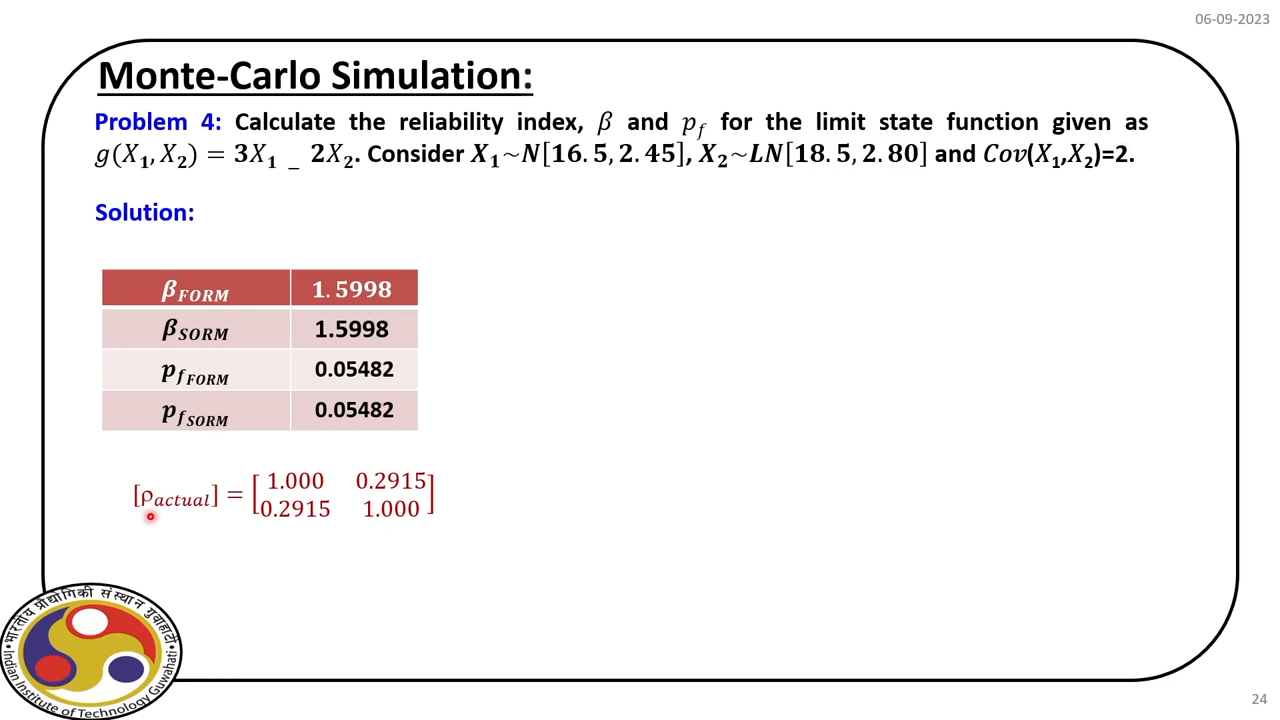 06-09-2023
Monte-Carlo Simulation:
Problem 4: Calculate the reliability index, β and p_f for the limit state function given as
g(X₁, X₂) = 3X₁ _ 2X₂. Consider X₁~N[16.5, 2.45], X₂~LN[18.5, 2.80] and Cov(X₁,X₂)=2.
Solution:
β_FORM 1.5998
β_SORM 1.5998
p_f_FORM 0.05482
p_f_SORM 0.05482
[ρ_actual] = [1.000 0.2915
0.2915 1.000]
भारतीय प्रौद्योगिकी संस्थान गुवाहाटी
Indian Institute of Technology Guwahati
24